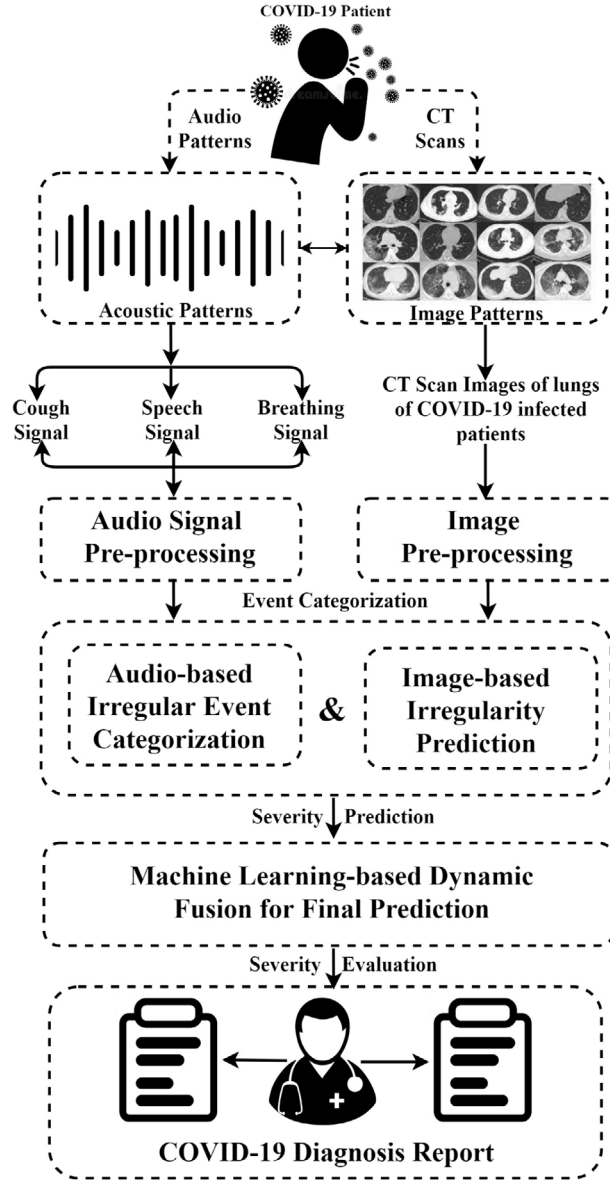 COVID-19 Patient
Audio
Patterns
CT
Scans
Acoustic Patterns
Image Patterns
Cough
Signal
Speech
Signal
Breathing
Signal
CT Scan Images of lungs
of COVID-19 infected
patients
Audio Signal
Pre-processing
Image
Pre-processing
Event Categorization
Audio-based
Irregular Event
Categorization
&
Image-based
Irregularity
Prediction
Severity Prediction
Machine Learning-based Dynamic
Fusion for Final Prediction
Severity Evaluation
COVID-19 Diagnosis Report